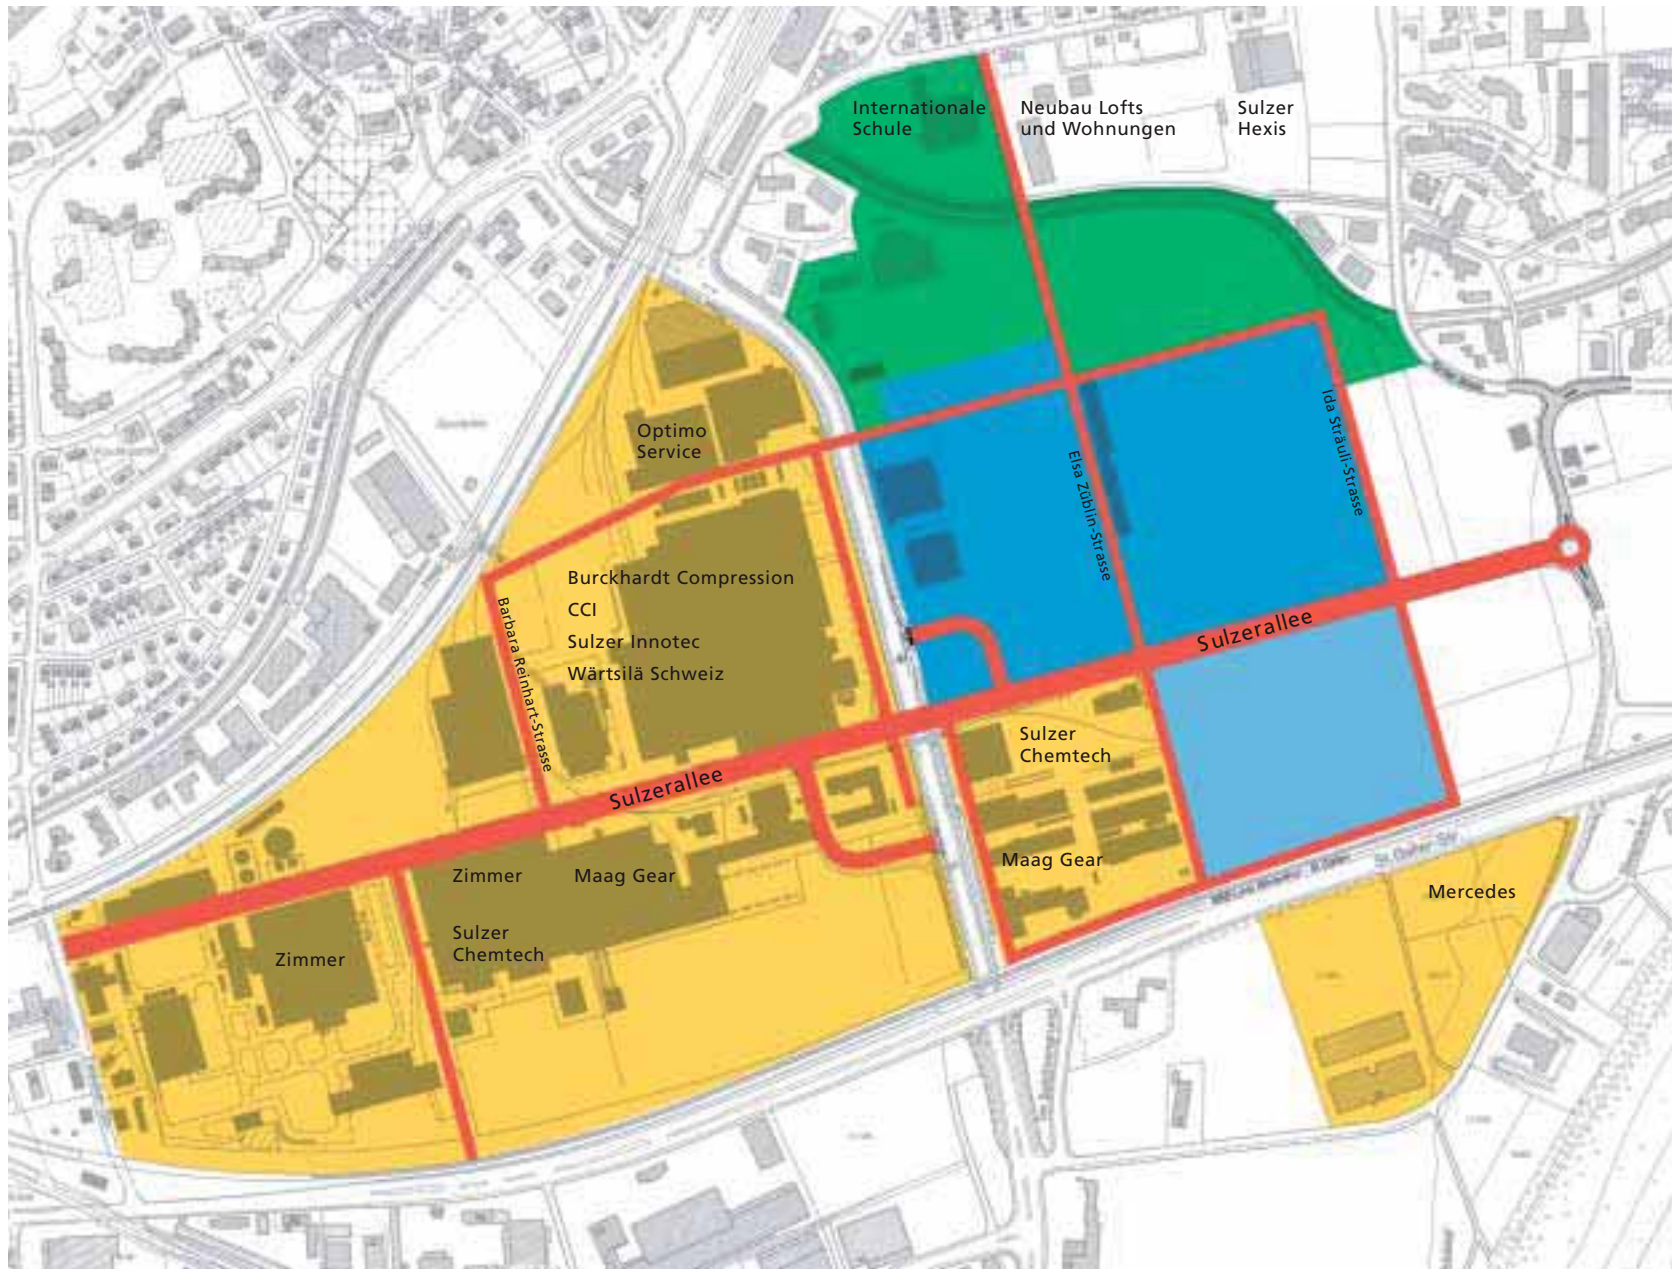 Internationale
Schule
Neubau Lofts
und Wohnungen
Sulzer
Hexis
Optimo
Service
Ida Sträuli-Strasse
Elsa Züblin-Strasse
Burckhardt Compression
CCI
Sulzer Innotec
Wärtsilä Schweiz
Barbara Reinhart-Strasse
Sulzerallee
Sulzerallee
Sulzer
Chemtech
Maag Gear
Zimmer
Maag Gear
Mercedes
Sulzer
Chemtech
Zimmer